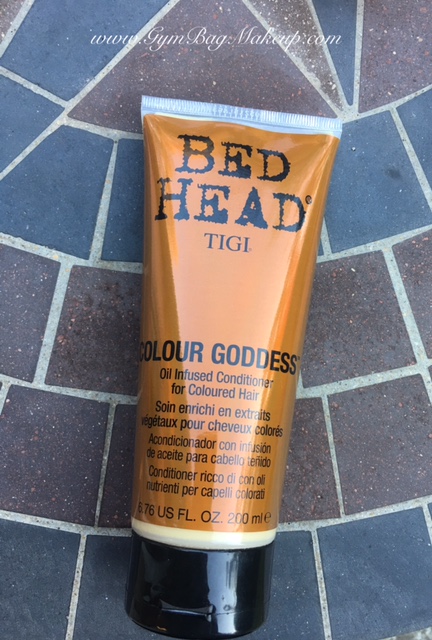 www.GymBagMakeup.com
BED
HEAD®
TIGI
COLOUR GODDESS™
Oil Infused Conditioner
for Coloured Hair
Soin enrichi en extraits
végétaux pour cheveux colorés
Acondicionador con infusión
de aceite para cabello teñido
Conditioner ricco di con oli
nutrienti per capelli colorati
6.76 US FL. OZ. 200 ml e